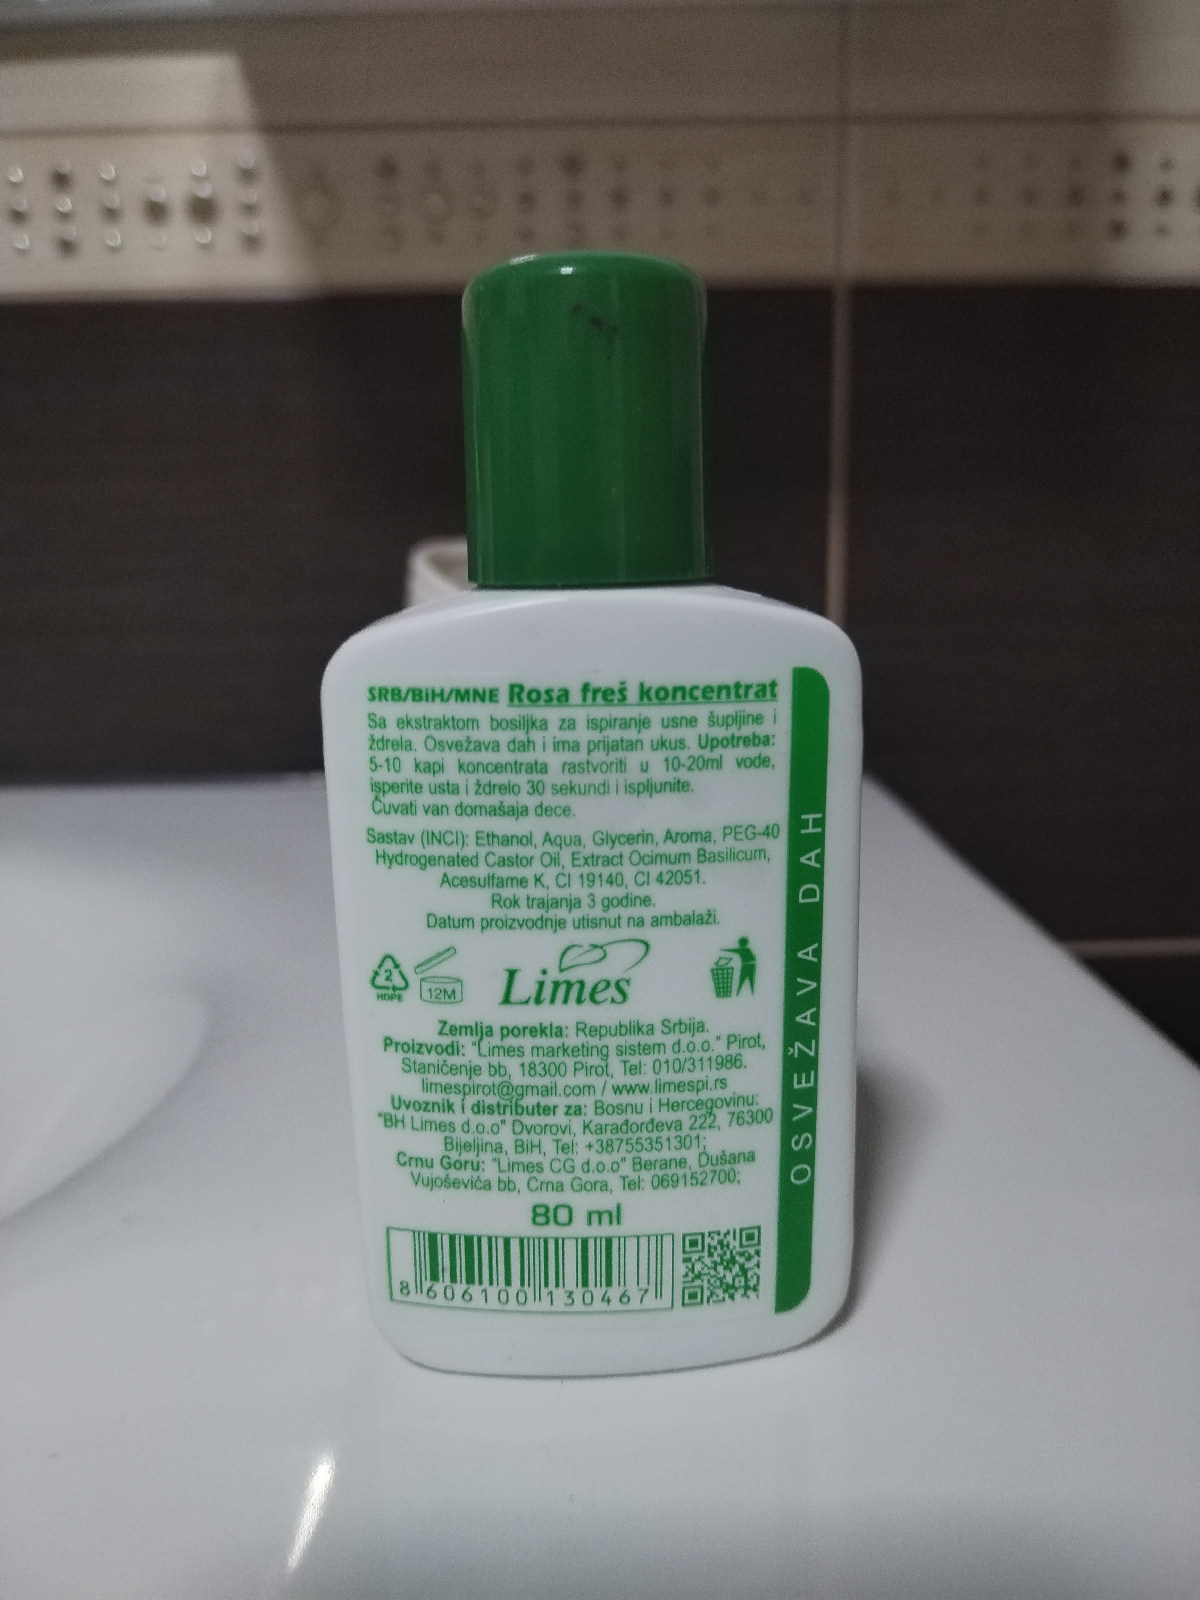 SRB/BiH/MNE Rosa freš koncentrat
Sa ekstraktom bosiljka za ispiranje usne šupljine i
ždrela. Osvežava dah i ima prijatan ukus. Upotreba:
5-10 kapi koncentrata rastvoriti u 10-20ml vode,
isperite usta i ždrelo 30 sekundi i ispljunite.
Čuvati van domašaja dece.
Sastav (INCI): Ethanol, Aqua, Glycerin, Aroma, PEG-40
Hydrogenated Castor Oil, Extract Ocimum Basilicum,
Acesulfame K, CI 19140, CI 42051.
Rok trajanja 3 godine.
Datum proizvodnje utisnut na ambalaži.
2
HDPE
12M
Limes
Zemlja porekla: Republika Srbija.
Proizvodi: "Limes marketing sistem d.o.o." Pirot,
Staničenje bb, 18300 Pirot, Tel: 010/311986.
limespirot@gmail.com / www.limespi.rs
Uvoznik i distributer za: Bosnu i Hercegovinu:
"BH Limes d.o.o" Dvorovi, Karađorđeva 222, 76300
Bijeljina, BiH, Tel: +38755351301;
Crnu Goru: "Limes CG d.o.o" Berane, Dušana
Vujoševića bb, Crna Gora, Tel: 069152700;
80 ml
8 606100 130467
OSVEŽAVA DAH